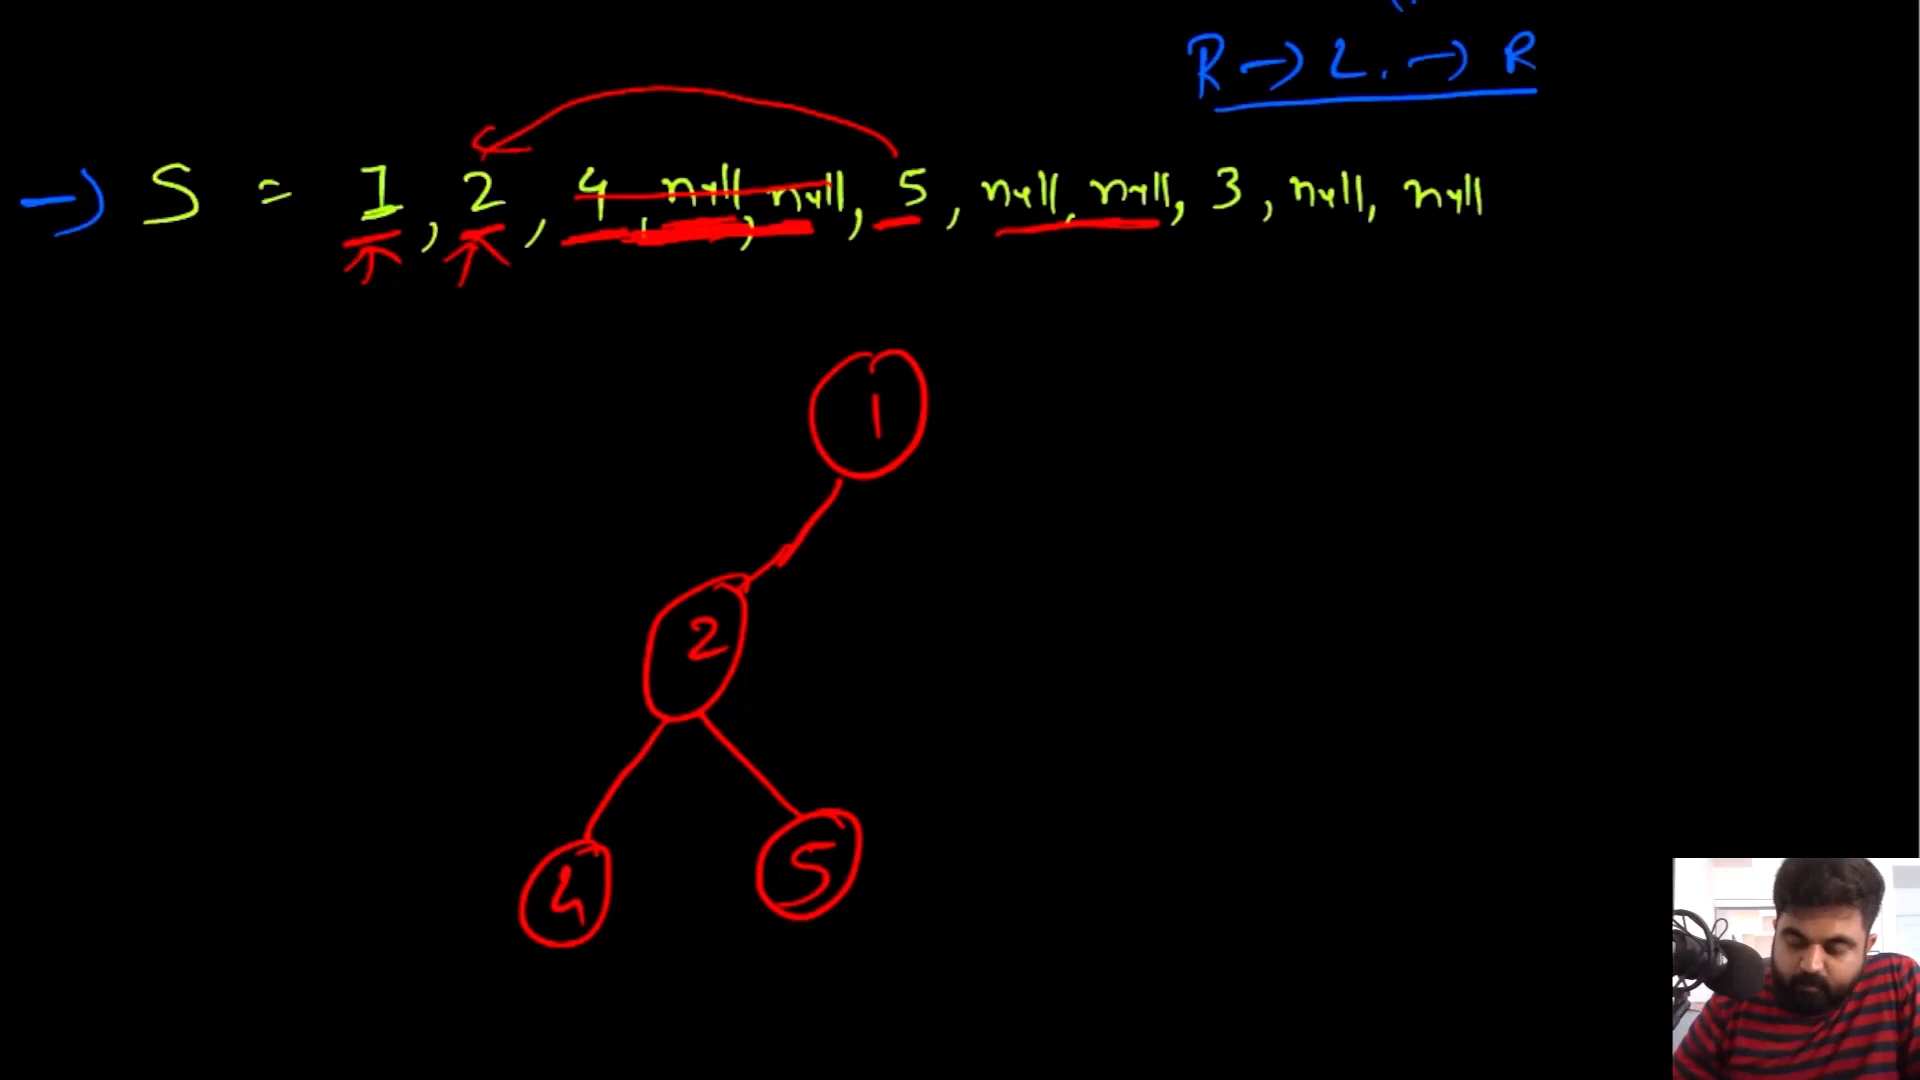 R → L. → R
→ S = 1, 2, 4, null, null, 5, null, null, 3, null, null
1
2
4
5